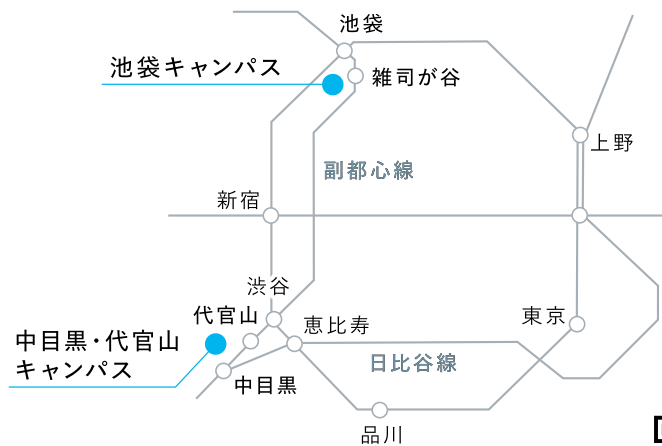 池袋
池袋キャンパス
雑司が谷
上野
副都心線
新宿
渋谷
代官山
恵比寿
東京
中目黒・代官山
キャンパス
日比谷線
中目黒
品川